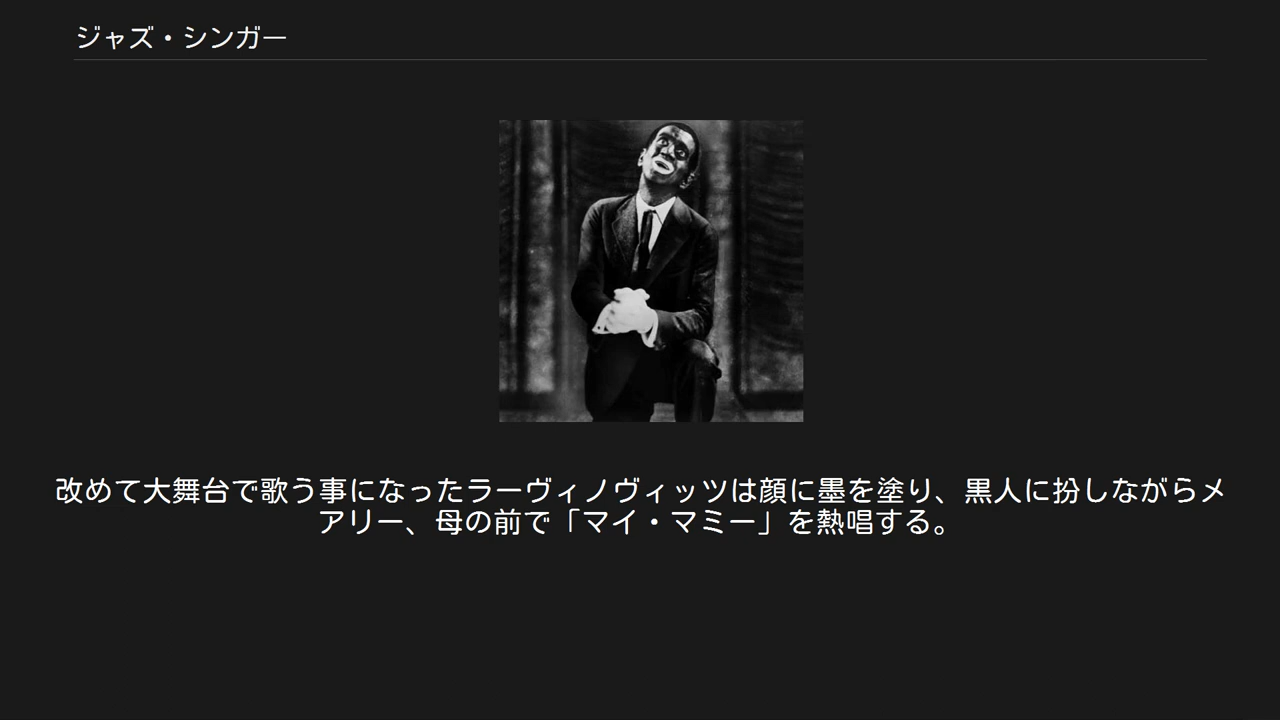 ジャズ・シンガー
改めて大舞台で歌う事になったラーヴィノヴィッツは顔に墨を塗り、黒人に扮しながらメ
アリー、母の前で「マイ・マミー」を熱唱する。